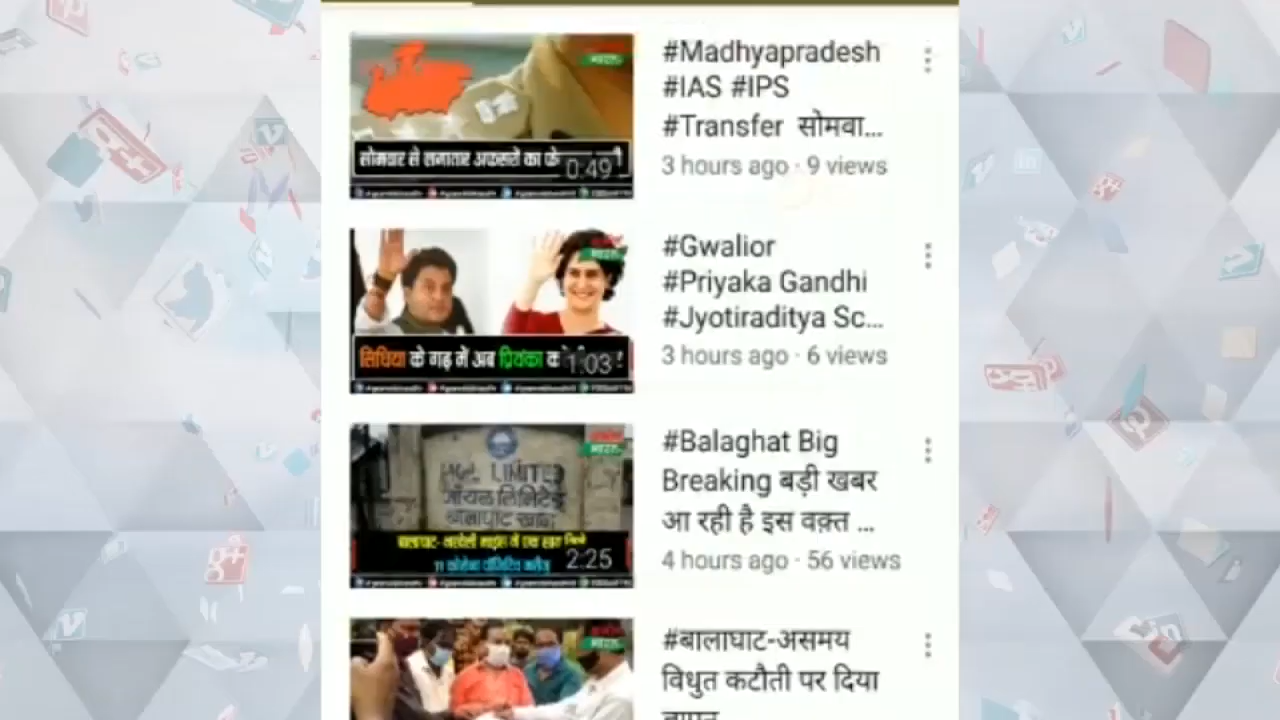 #Madhyapradesh
#IAS #IPS
#Transfer सोमवा...
3 hours ago · 9 views
सोमवार से लगातार अफसरों का
0:49
#Gwalior
#Priyaka Gandhi
#Jyotiraditya Sc...
3 hours ago · 6 views
सिंधिया के गढ़ में अब प्रियंका
1:03
#Balaghat Big
Breaking बड़ी खबर
आ रही है इस वक़्त ...
4 hours ago · 56 views
LIMITED
मॉयल लिमिटेड
बालाघाट खान
भारत
2:25
#बालाघाट-असमय
विधुत कटौती पर दिया